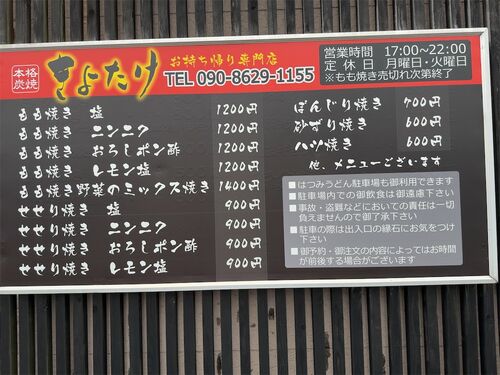 本格
炭焼
きよたけ
お持ち帰り専門店
TEL 090-8629-1155
営業時間 17:00~22:00
定休日 月曜日・火曜日
※もも焼き売切れ次第終了
もも焼き 塩 1200円
もも焼き ニンニク 1200円
もも焼き おろしポン酢 1200円
もも焼き レモン塩 1200円
もも焼き野菜のミックス焼き 1400円
せせり焼き 塩 900円
せせり焼き ニンニク 900円
せせり焼き おろしポン酢 900円
せせり焼き レモン塩 900円
ぼんじり焼き 700円
砂ずり焼き 600円
ハツ焼き 600円
他、メニューございます
■はつみうどん駐車場も御利用できます
■駐車場内での御飲食は御遠慮下さい
■事故・盗難などにおいての責任は一切
負えませんので御了承下さい
■駐車の際は出入口の縁石にお気をつけ
下さい
■御予約・御注文の内容によってはお時間
が前後する場合がございます